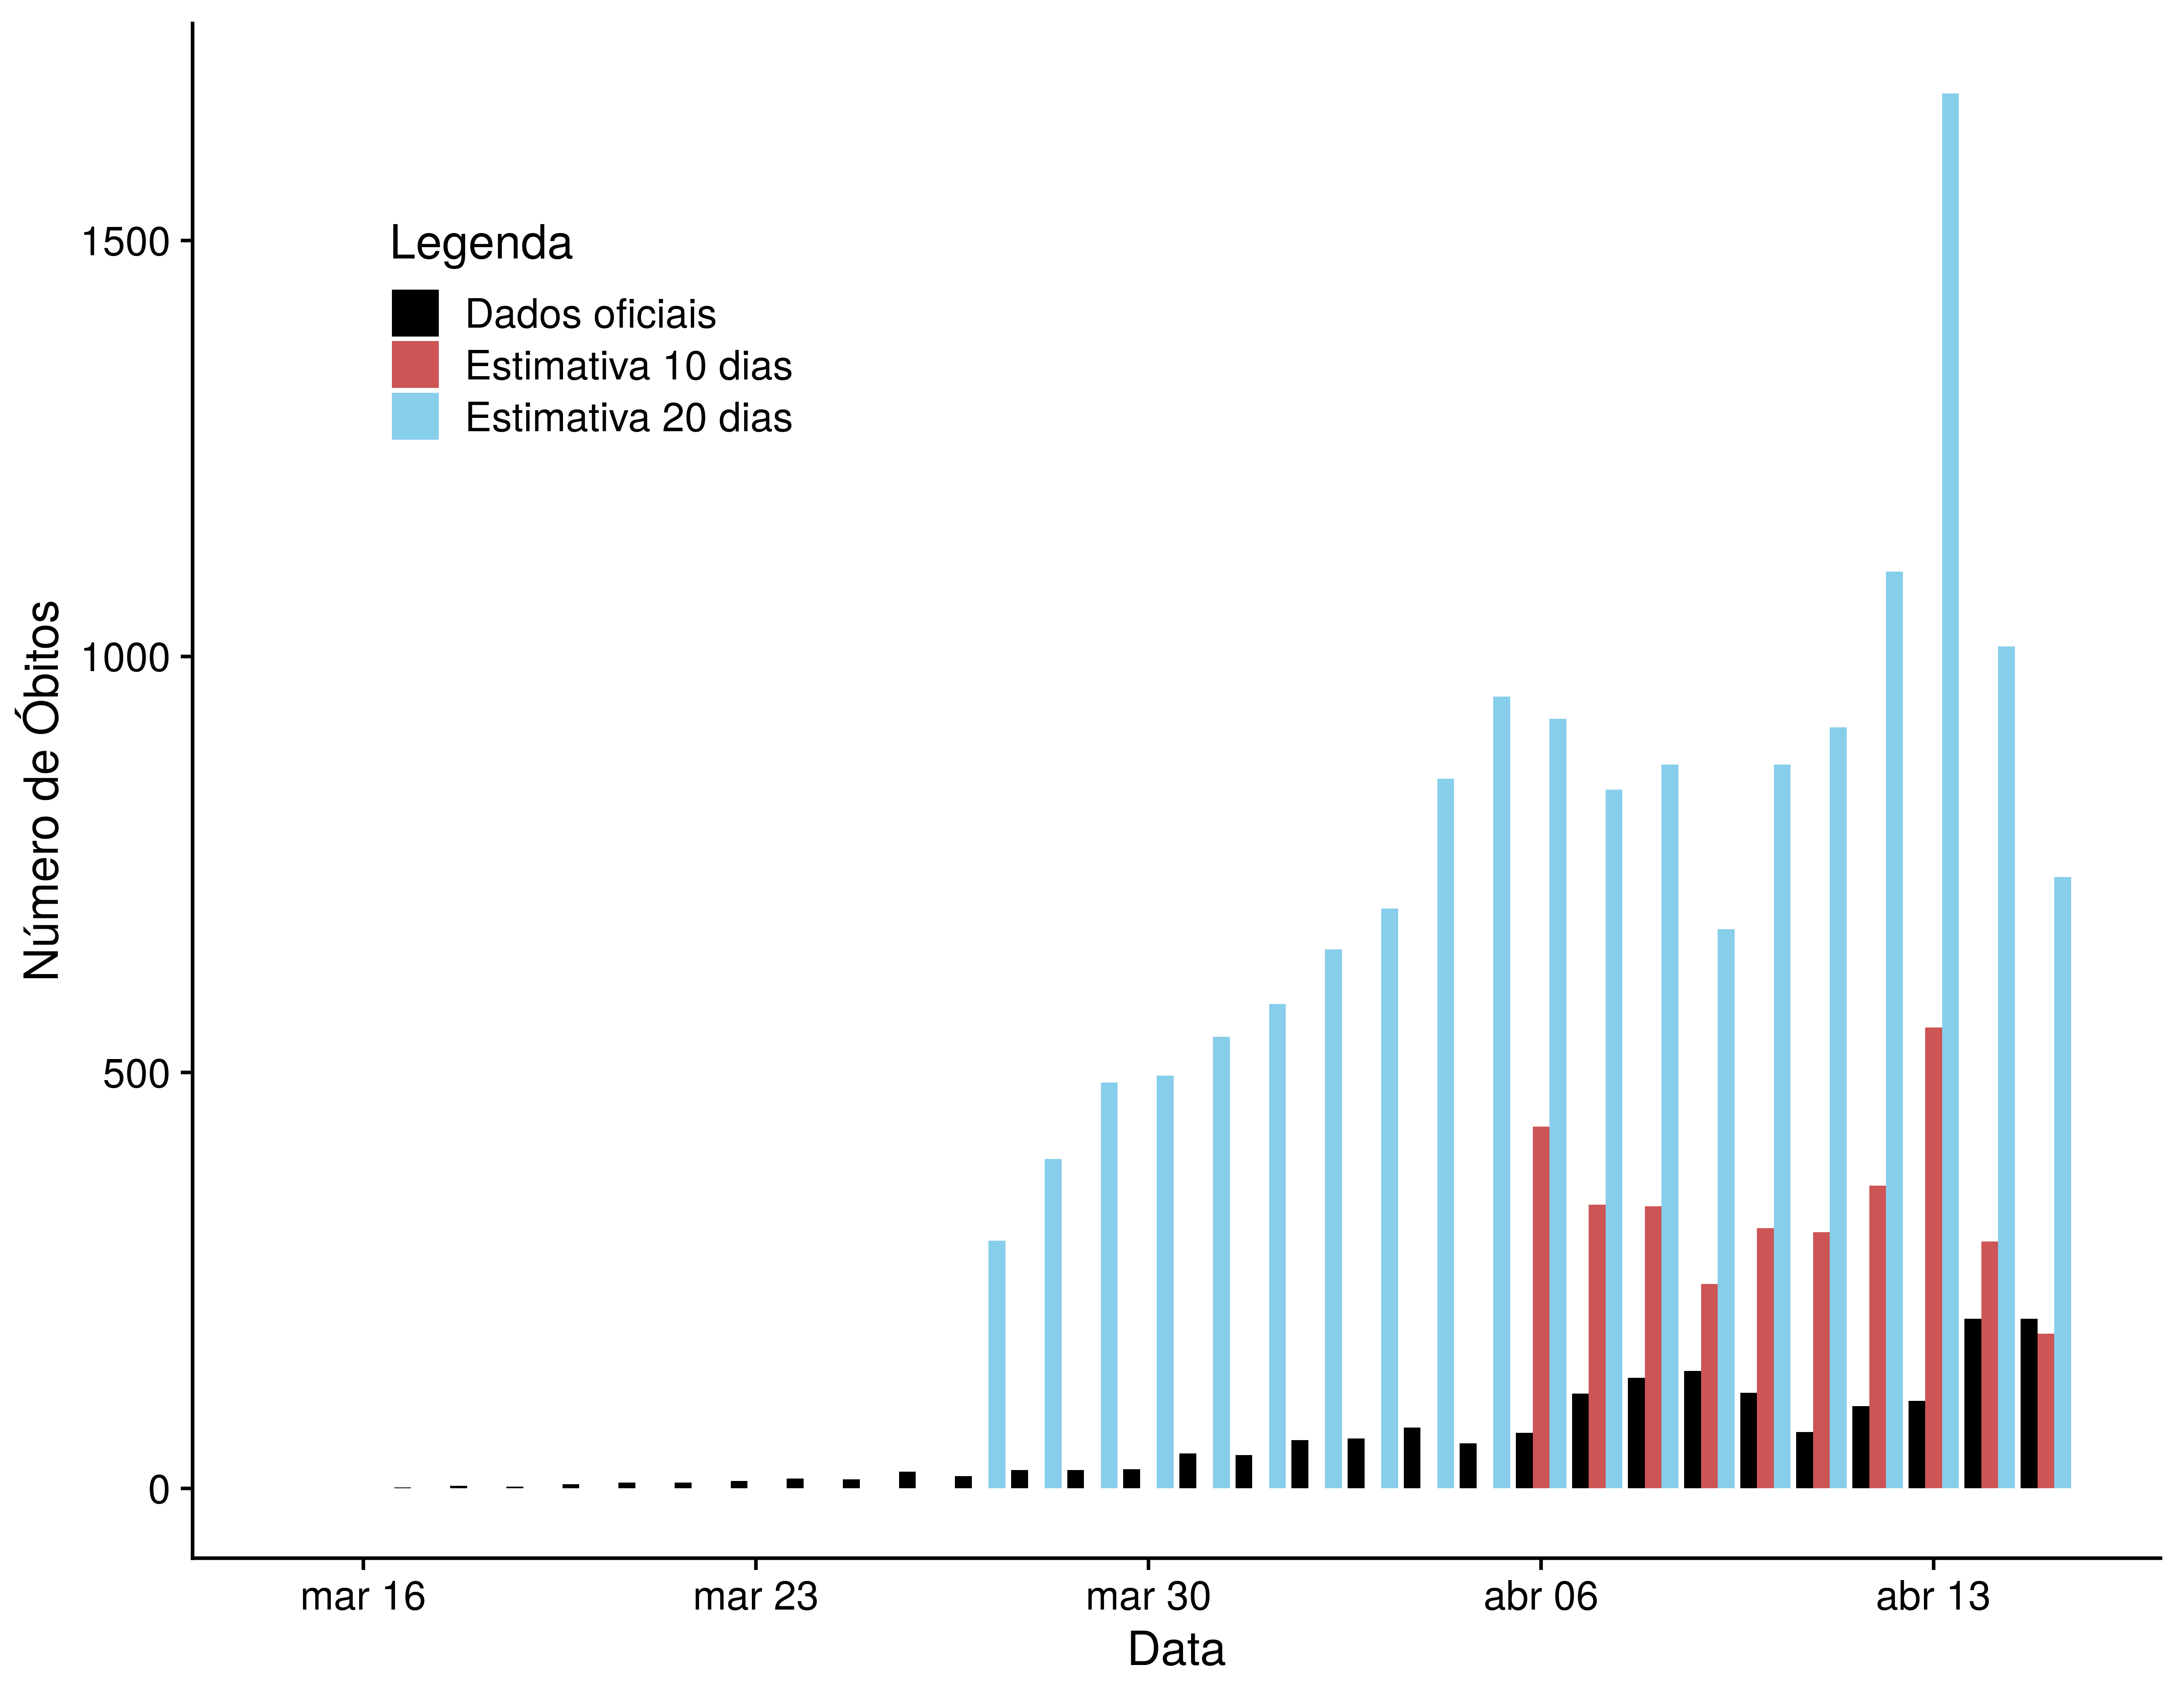 Número de Óbitos
1500
1000
500
0
Legenda
Dados oficiais
Estimativa 10 dias
Estimativa 20 dias
mar 16
mar 23
mar 30
abr 06
abr 13
Data